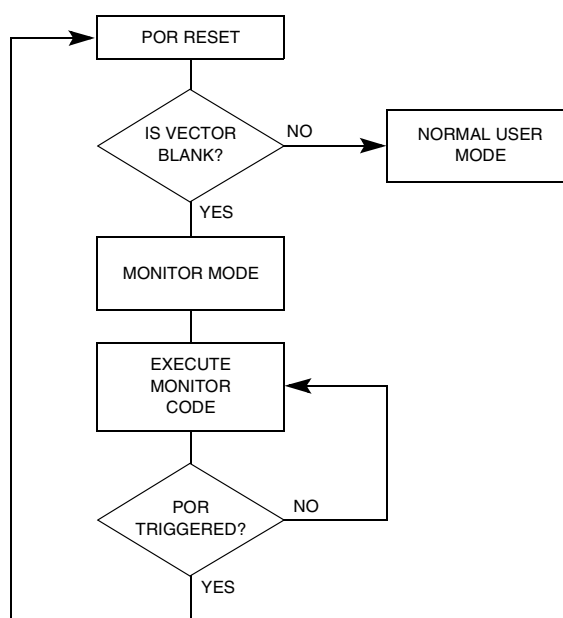 POR RESET
IS VECTOR
BLANK?
NO
NORMAL USER
MODE
YES
MONITOR MODE
EXECUTE
MONITOR
CODE
POR
TRIGGERED?
NO
YES